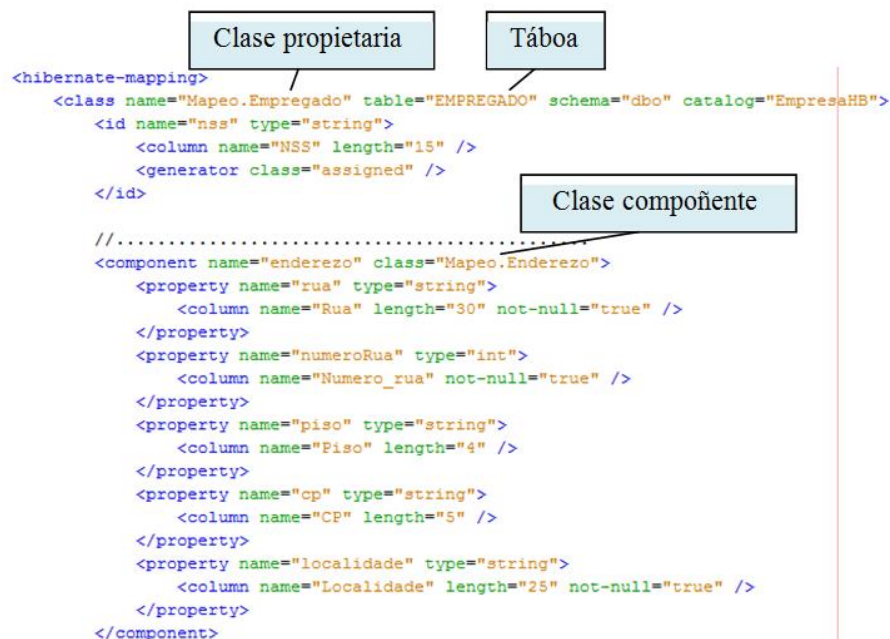 Clase propietaria
Táboa
<hibernate-mapping>
<class name="Mapeo.Empregado" table="EMPREGADO" schema="dbo" catalog="EmpresaHB">
<id name="nss" type="string">
<column name="NSS" length="15" />
<generator class="assigned" />
</id>
Clase compoñente
//..............................................
<component name="enderezo" class="Mapeo.Enderezo">
<property name="rua" type="string">
<column name="Rua" length="30" not-null="true" />
</property>
<property name="numeroRua" type="int">
<column name="Numero_rua" not-null="true" />
</property>
<property name="piso" type="string">
<column name="Piso" length="4" />
</property>
<property name="cp" type="string">
<column name="CP" length="5" />
</property>
<property name="localidade" type="string">
<column name="Localidade" length="25" not-null="true" />
</property>
</component>